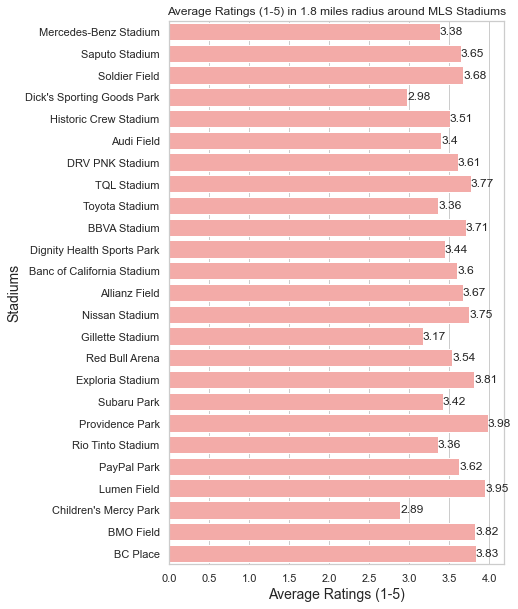 Average Ratings (1-5) in 1.8 miles radius around MLS Stadiums
Mercedes-Benz Stadium 3.38
Saputo Stadium 3.65
Soldier Field 3.68
Dick's Sporting Goods Park 2.98
Historic Crew Stadium 3.51
Audi Field 3.4
DRV PNK Stadium 3.61
TQL Stadium 3.77
Toyota Stadium 3.36
BBVA Stadium 3.71
Dignity Health Sports Park 3.44
Banc of California Stadium 3.6
Allianz Field 3.67
Nissan Stadium 3.75
Gillette Stadium 3.17
Red Bull Arena 3.54
Exploria Stadium 3.81
Subaru Park 3.42
Providence Park 3.98
Rio Tinto Stadium 3.36
PayPal Park 3.62
Lumen Field 3.95
Children's Mercy Park 2.89
BMO Field 3.82
BC Place 3.83
Stadiums
0.0 0.5 1.0 1.5 2.0 2.5 3.0 3.5 4.0
Average Ratings (1-5)